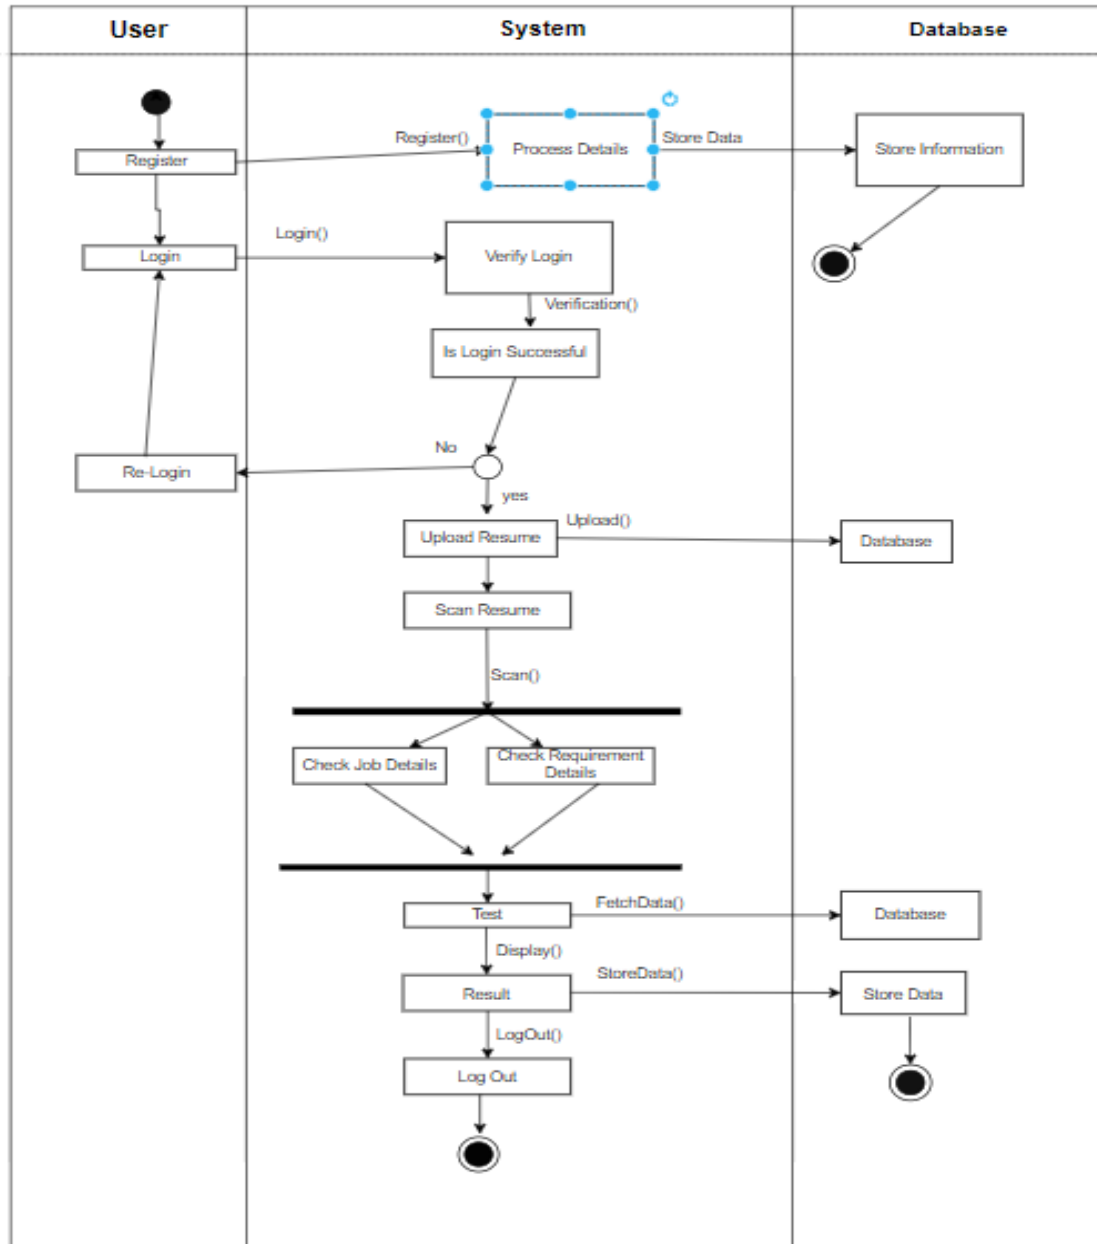 User
System
Database
Register
Register()
Process Details
Store Data
Store Information
Login
Login()
Verify Login
Verification()
Is Login Successful
No
Re-Login
yes
Upload Resume
Upload()
Database
Scan Resume
Scan()
Check Job Details
Check Requirement
Details
Test
FetchData()
Database
Display()
Result
StoreData()
Store Data
LogOut()
Log Out